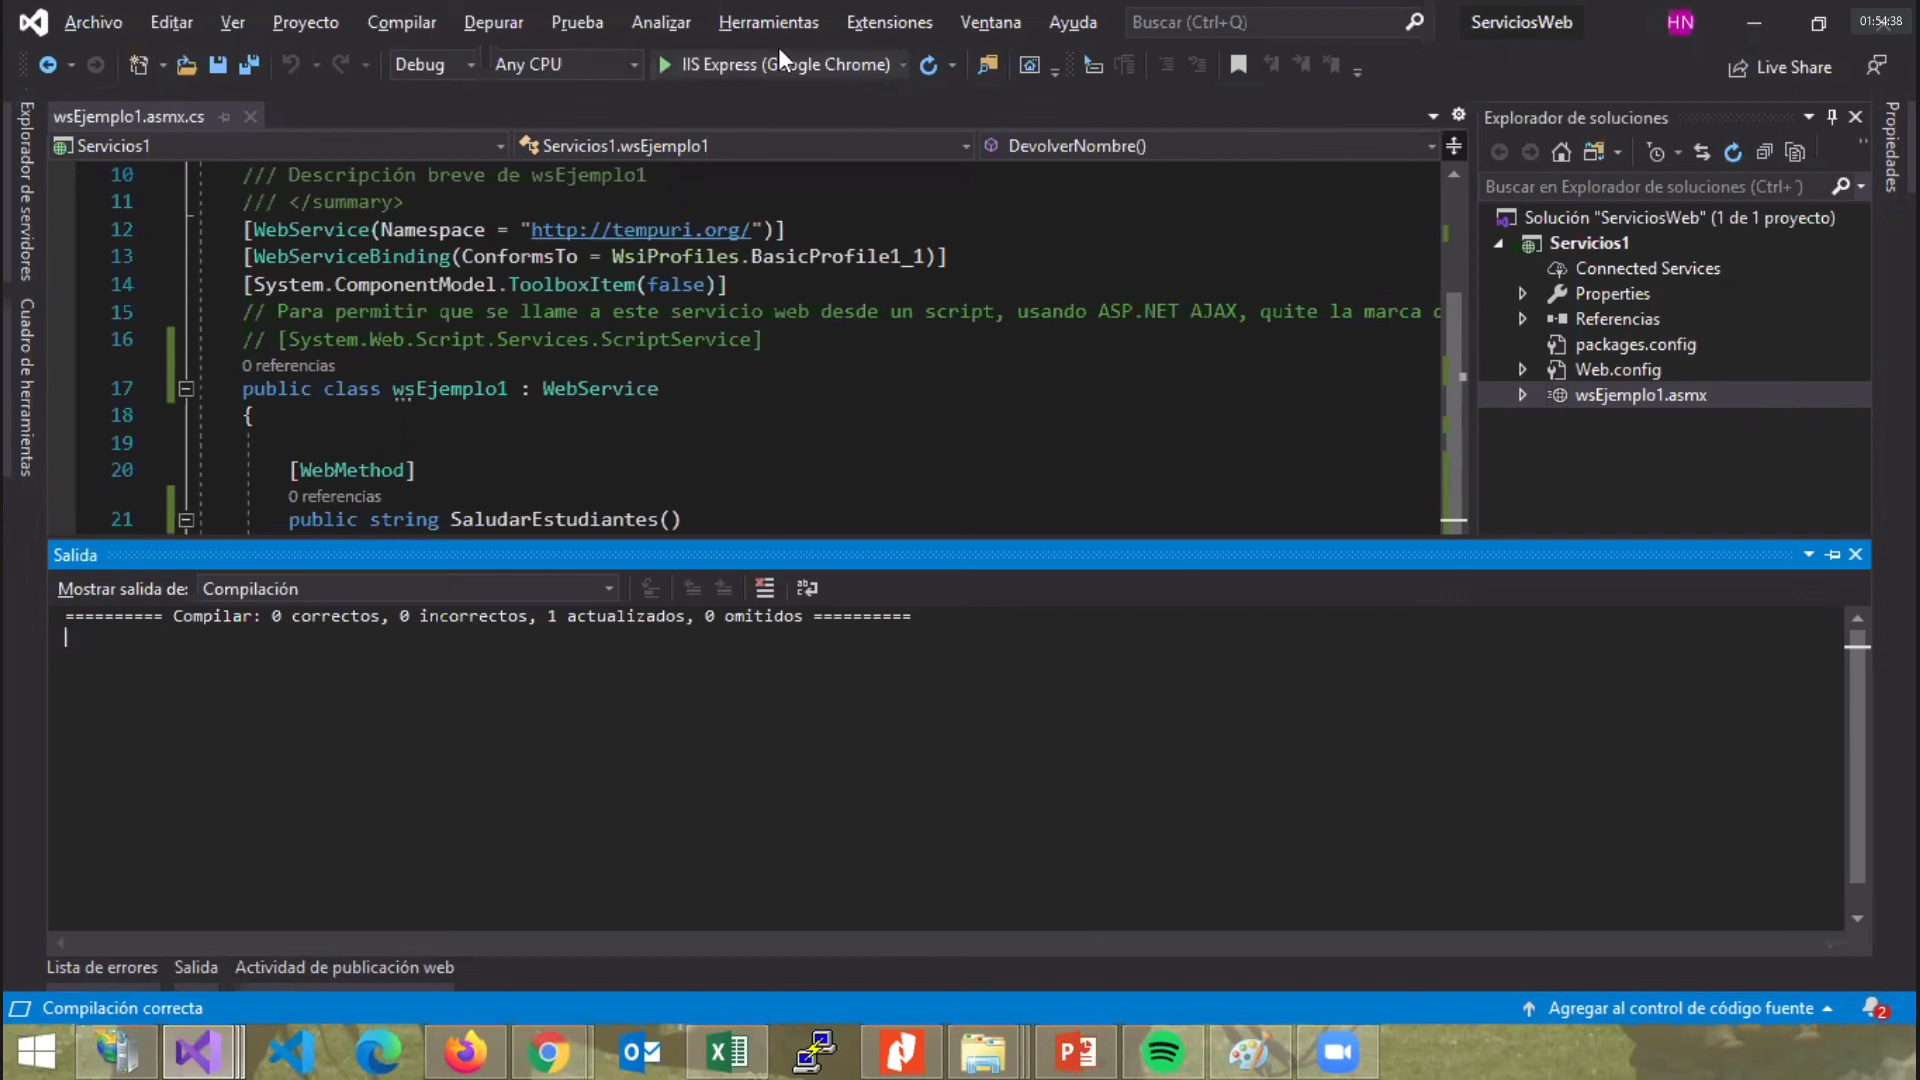 Archivo Editar Ver Proyecto Compilar Depurar Prueba Analizar Herramientas Extensiones Ventana Ayuda Buscar (Ctrl+Q) ServiciosWeb HN 01:54:38
Debug Any CPU IIS Express (Google Chrome) Live Share
Explorador de servidores
Cuadro de herramientas
wsEjemplo1.asmx.cs
Servicios1 Servicios1.wsEjemplo1 DevolverNombre()
10 /// Descripción breve de wsEjemplo1
11 /// </summary>
12 [WebService(Namespace = "http://tempuri.org/")]
13 [WebServiceBinding(ConformsTo = WsiProfiles.BasicProfile1_1)]
14 [System.ComponentModel.ToolboxItem(false)]
15 // Para permitir que se llame a este servicio web desde un script, usando ASP.NET AJAX, quite la marca
16 // [System.Web.Script.Services.ScriptService]
0 referencias
17 public class wsEjemplo1 : WebService
18 {
19
20 [WebMethod]
0 referencias
21 public string SaludarEstudiantes()
Explorador de soluciones
Buscar en Explorador de soluciones (Ctrl+ ´)
Solución "ServiciosWeb" (1 de 1 proyecto)
Servicios1
Connected Services
Properties
Referencias
packages.config
Web.config
wsEjemplo1.asmx
Propiedades
Salida
Mostrar salida de: Compilación
========== Compilar: 0 correctos, 0 incorrectos, 1 actualizados, 0 omitidos ==========
Lista de errores Salida Actividad de publicación web
Compilación correcta Agregar al control de código fuente 2